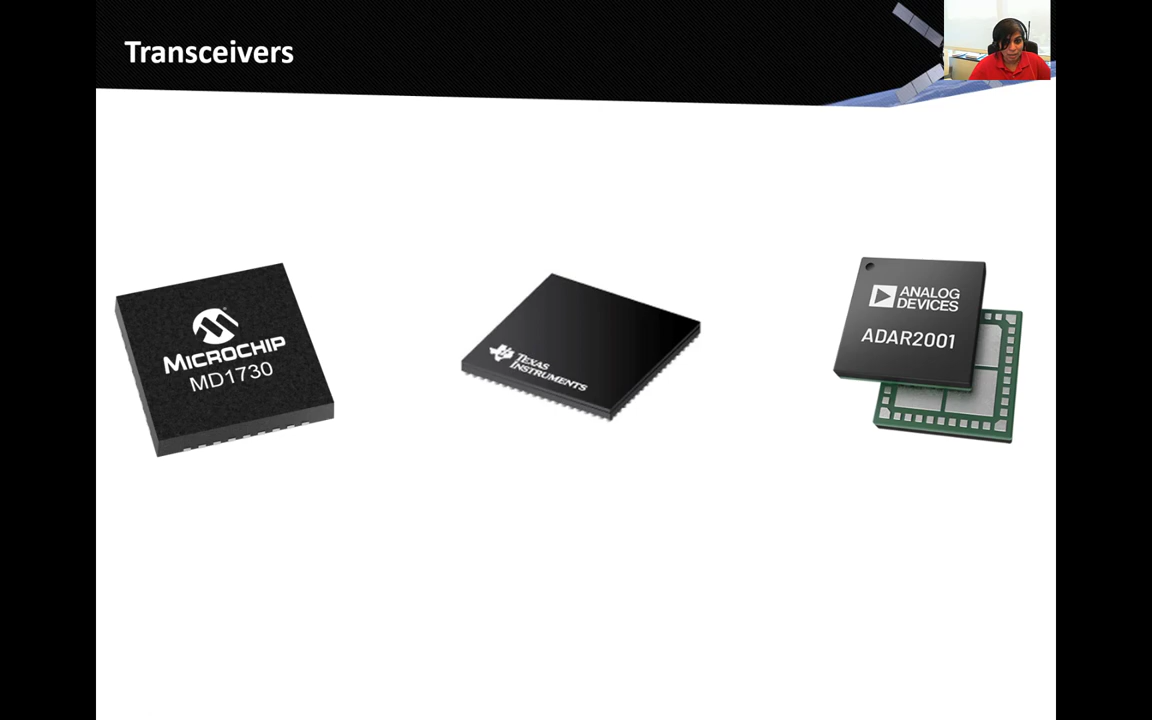 Transceivers
MICROCHIP
MD1730
TEXAS
INSTRUMENTS
ANALOG
DEVICES
ADAR2001